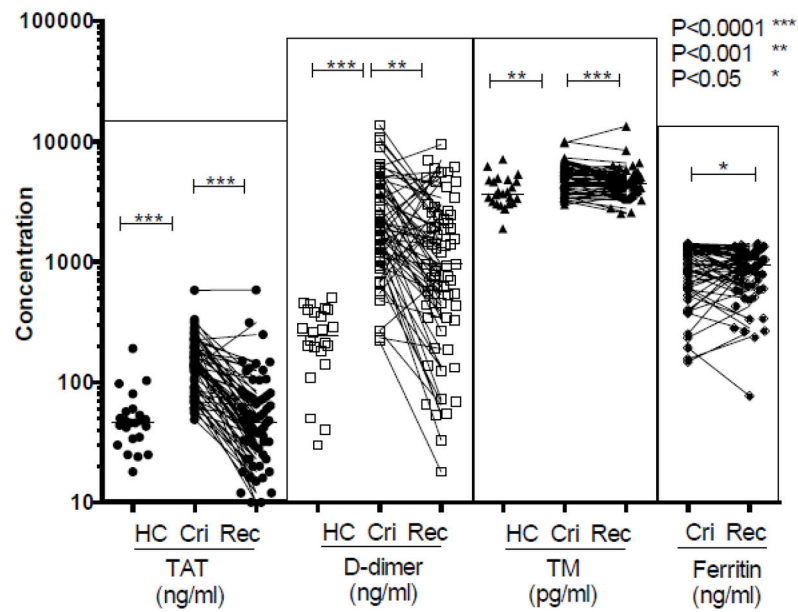 100000
10000
1000
100
10
Concentration
P<0.0001 ***
P<0.001 **
P<0.05 *
***
***
***
**
**
***
*
HC Cri Rec
TAT
(ng/ml)
HC Cri Rec
D-dimer
(ng/ml)
HC Cri Rec
TM
(pg/ml)
Cri Rec
Ferritin
(ng/ml)